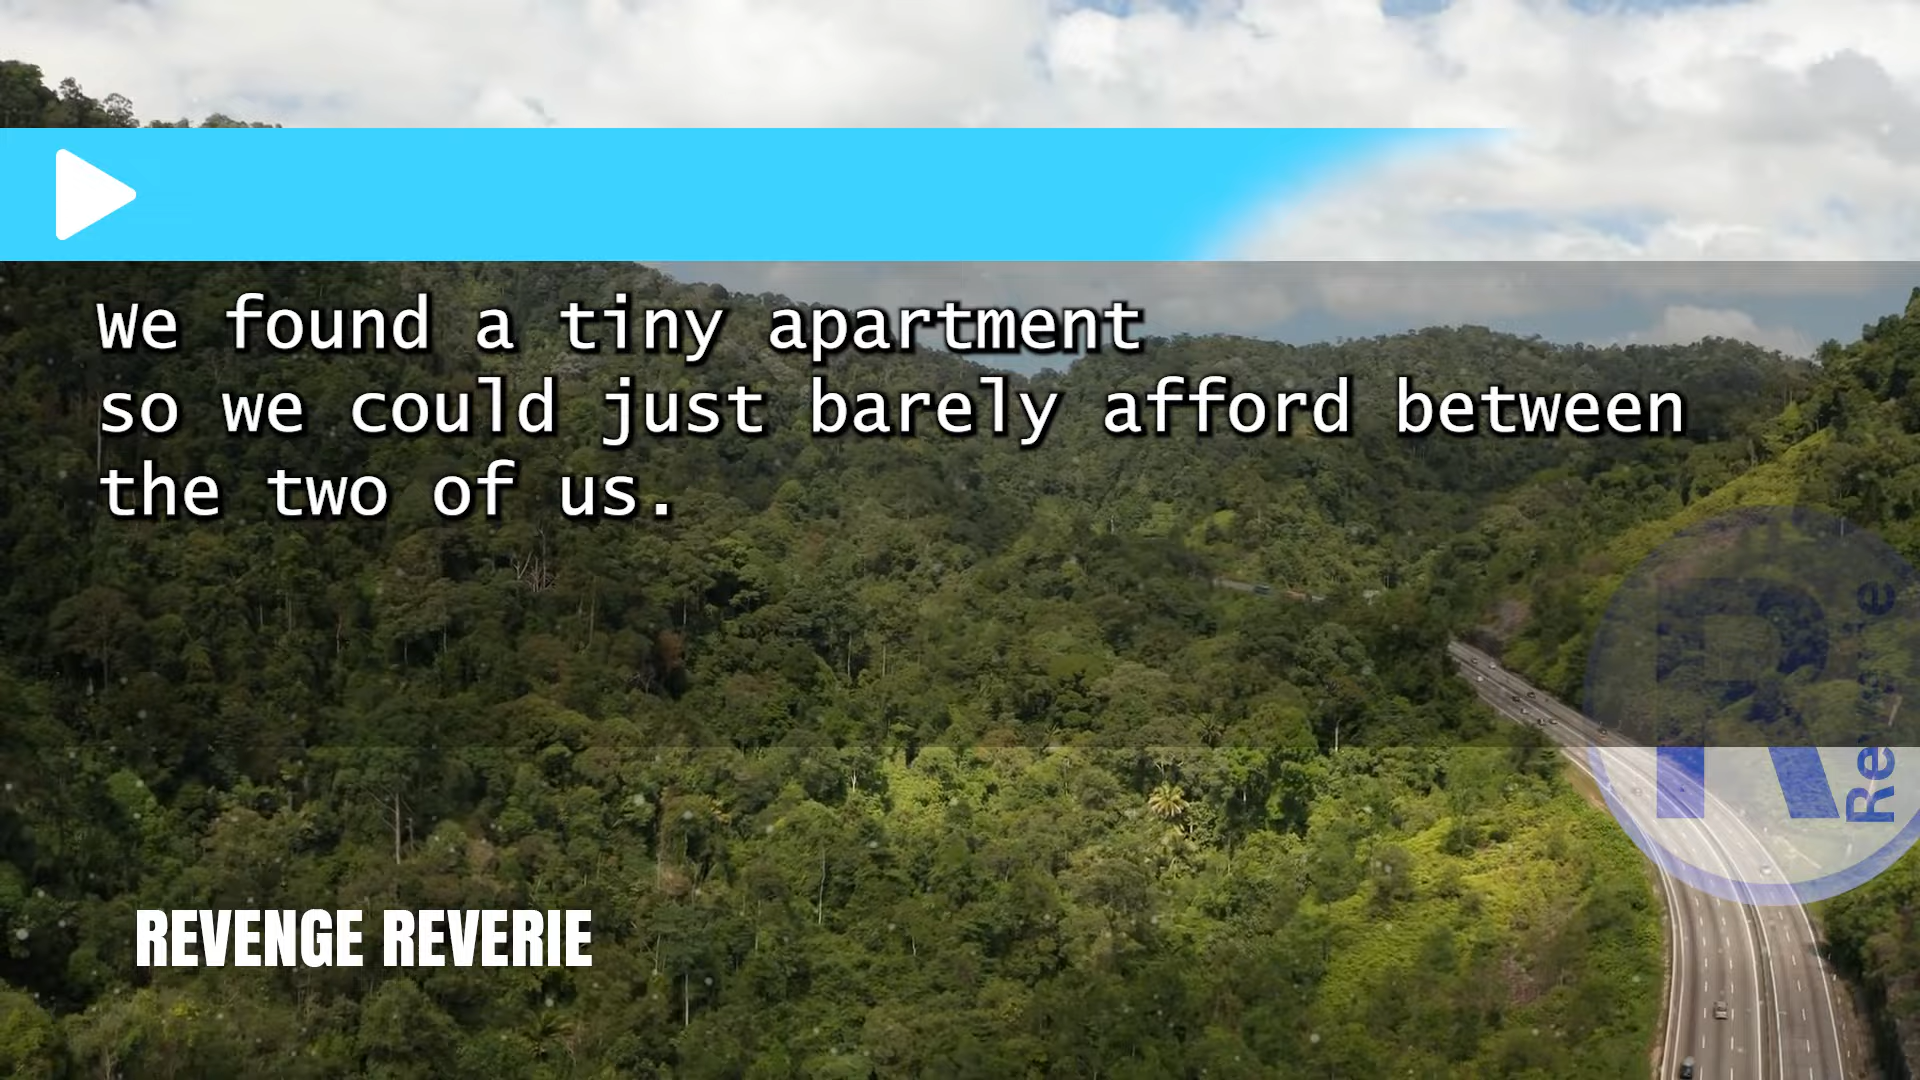 We found a tiny apartment
so we could just barely afford between
the two of us.
R
REVENGE REVERIE